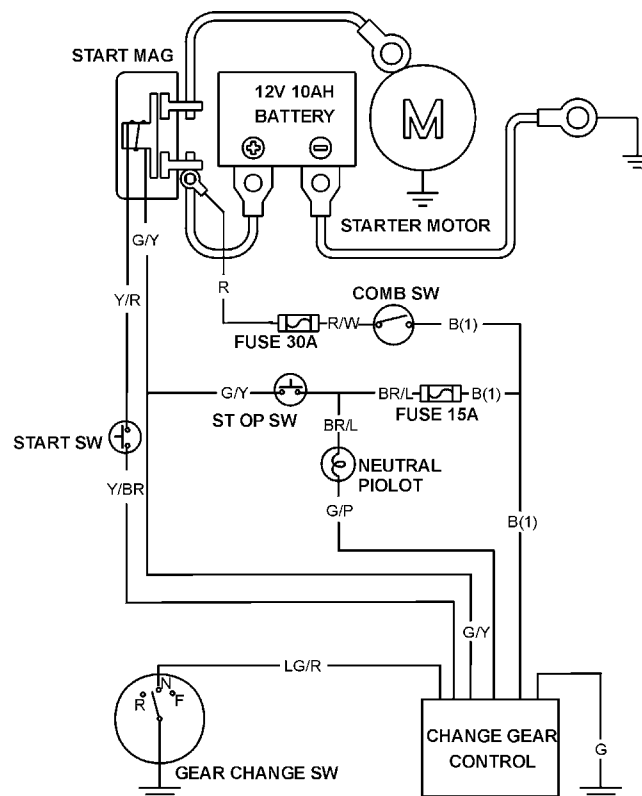 START MAG
12V 10AH
BATTERY
M
STARTER MOTOR
G/Y
Y/R
R
COMB SW
R/W
B(1)
FUSE 30A
G/Y
BR/L
B(1)
ST OP SW
FUSE 15A
START SW
BR/L
NEUTRAL
PIOLOT
Y/BR
G/P
B(1)
G/Y
LG/R
N
R
F
CHANGE GEAR
CONTROL
G
GEAR CHANGE SW